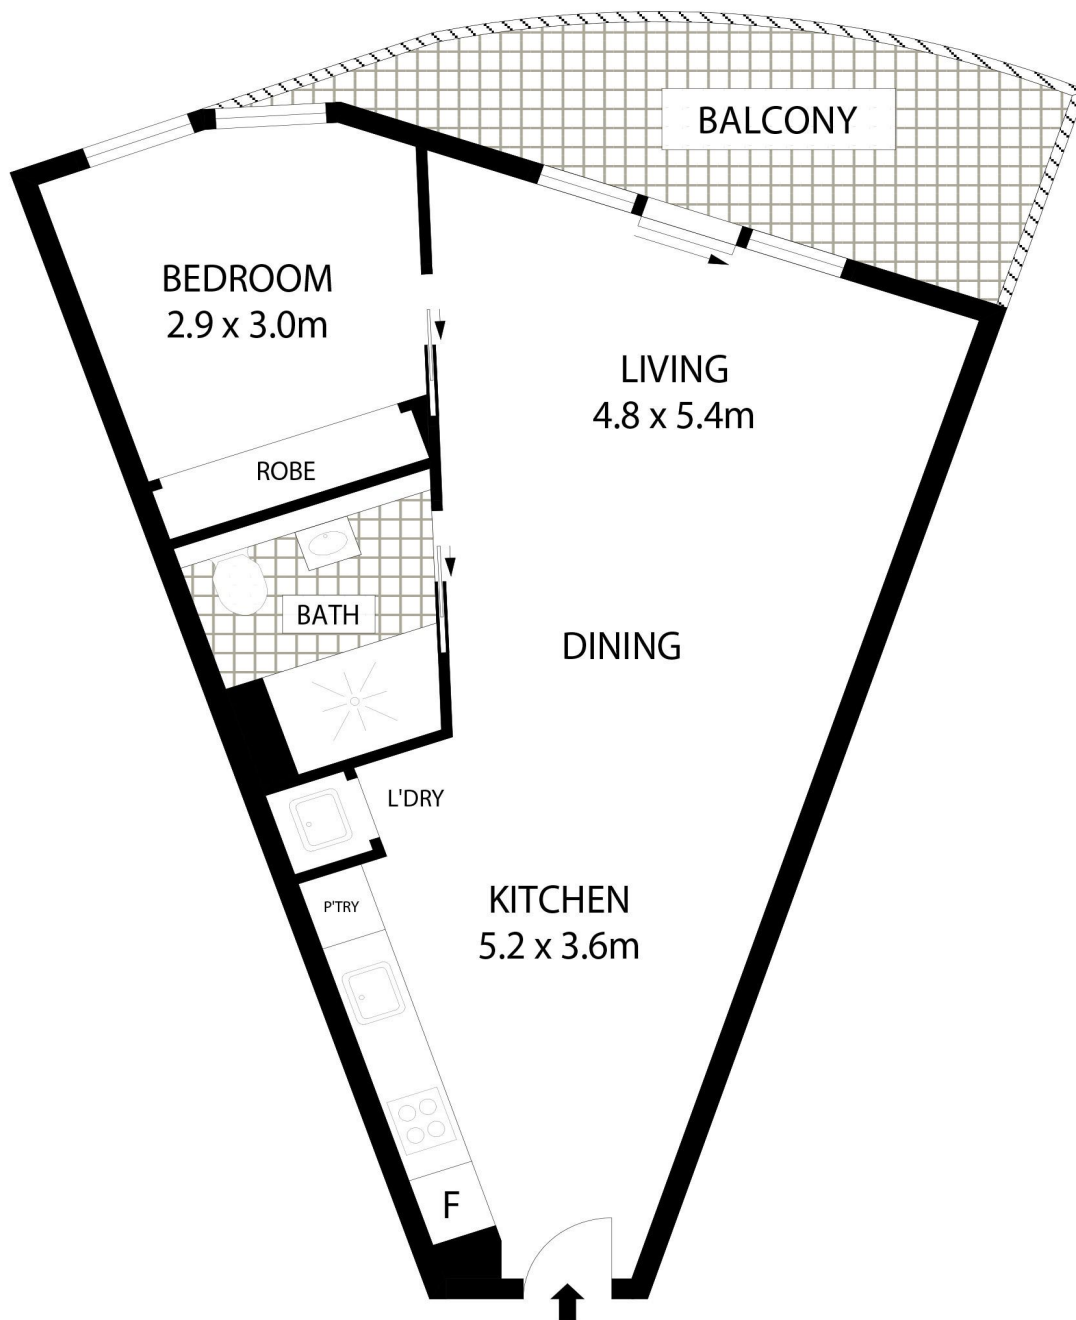 BALCONY
BEDROOM
2.9 x 3.0m
LIVING
4.8 x 5.4m
ROBE
BATH
DINING
L'DRY
KITCHEN
5.2 x 3.6m
P'TRY
F